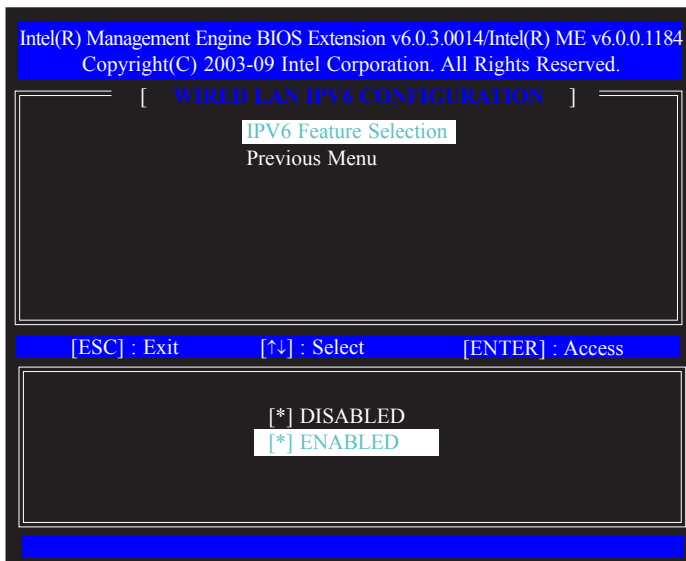 Intel(R) Management Engine BIOS Extension v6.0.3.0014/Intel(R) ME v6.0.0.1184
Copyright(C) 2003-09 Intel Corporation. All Rights Reserved.
[ WIRED LAN IPV6 CONFIGURATION ]
IPV6 Feature Selection
Previous Menu
[ESC] : Exit [↑↓] : Select [ENTER] : Access
[*] DISABLED
[*] ENABLED